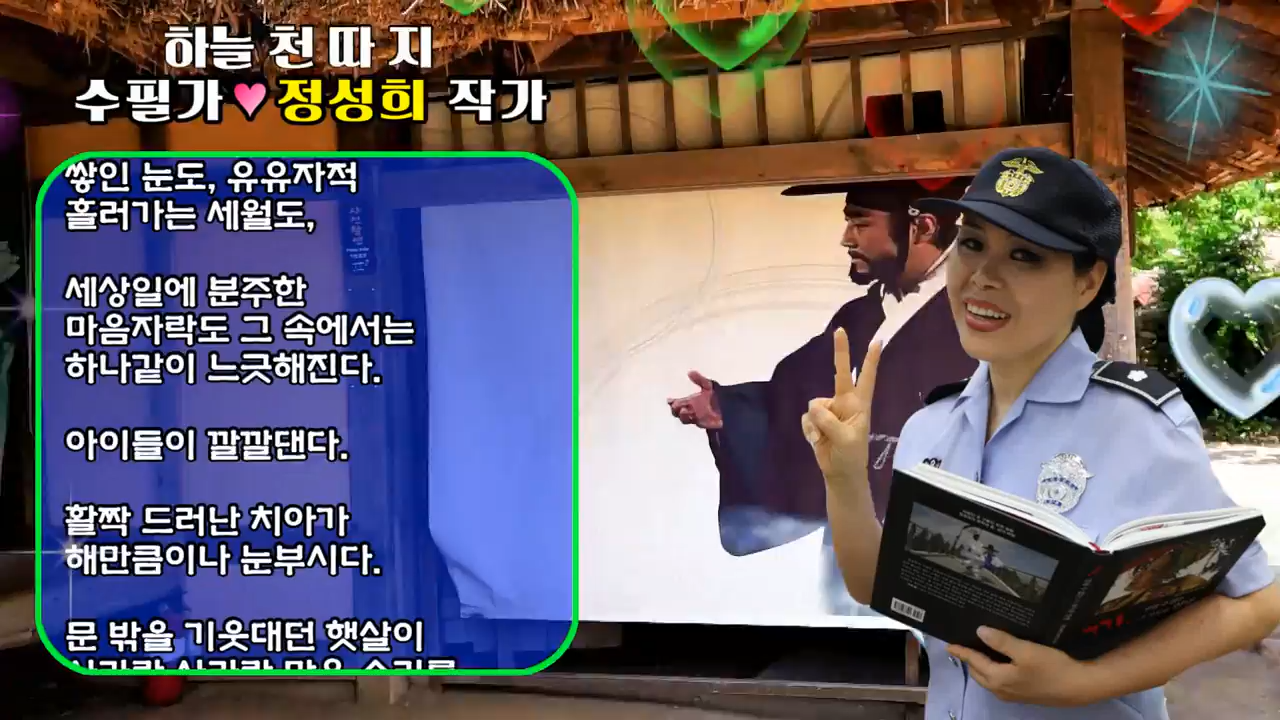 하늘 천 따 지
수필가♥정성희 작가
쌓인 눈도, 유유자적
흘러가는 세월도,
세상일에 분주한
마음자락도 그 속에서는
하나같이 느긋해진다.
아이들이 깔깔댄다.
활짝 드러난 치아가
해만큼이나 눈부시다.
문 밖을 기웃대던 햇살이